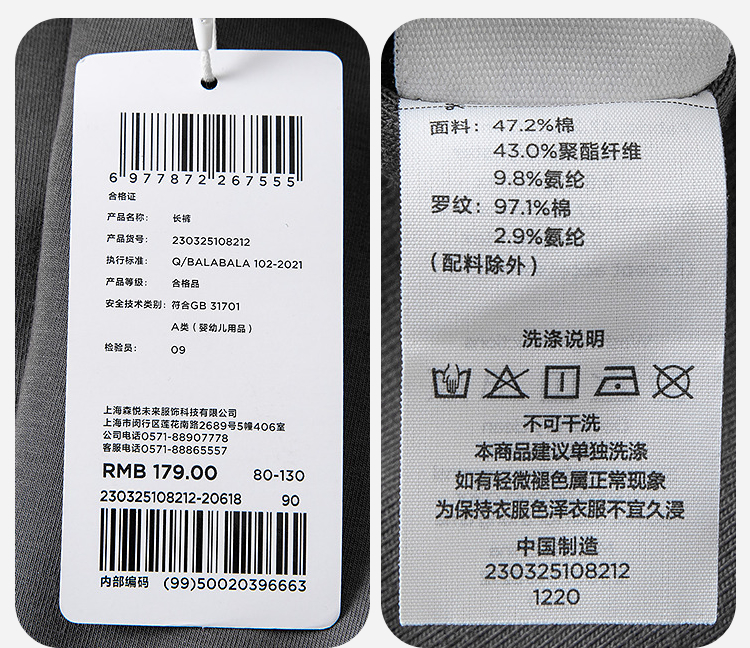 6 977872 267555
合格证
产品名称: 长裤
产品货号: 230325108212
执行标准: Q/BALABALA 102-2021
产品等级: 合格品
安全技术类别: 符合GB 31701
A类(婴幼儿用品)
检验员: 09
上海森悦未来服饰科技有限公司
上海市闵行区莲花南路2689号5幢406室
公司电话0571-88907778
客服电话0571-88865557
RMB 179.00 80-130
230325108212-20618 90
内部编码 (99)50020396663
面料: 47.2%棉
43.0%聚酯纤维
9.8%氨纶
罗纹: 97.1%棉
2.9%氨纶
(配料除外)
洗涤说明
不可干洗
本商品建议单独洗涤
如有轻微褪色属正常现象
为保持衣服色泽衣服不宜久浸
中国制造
230325108212
1220